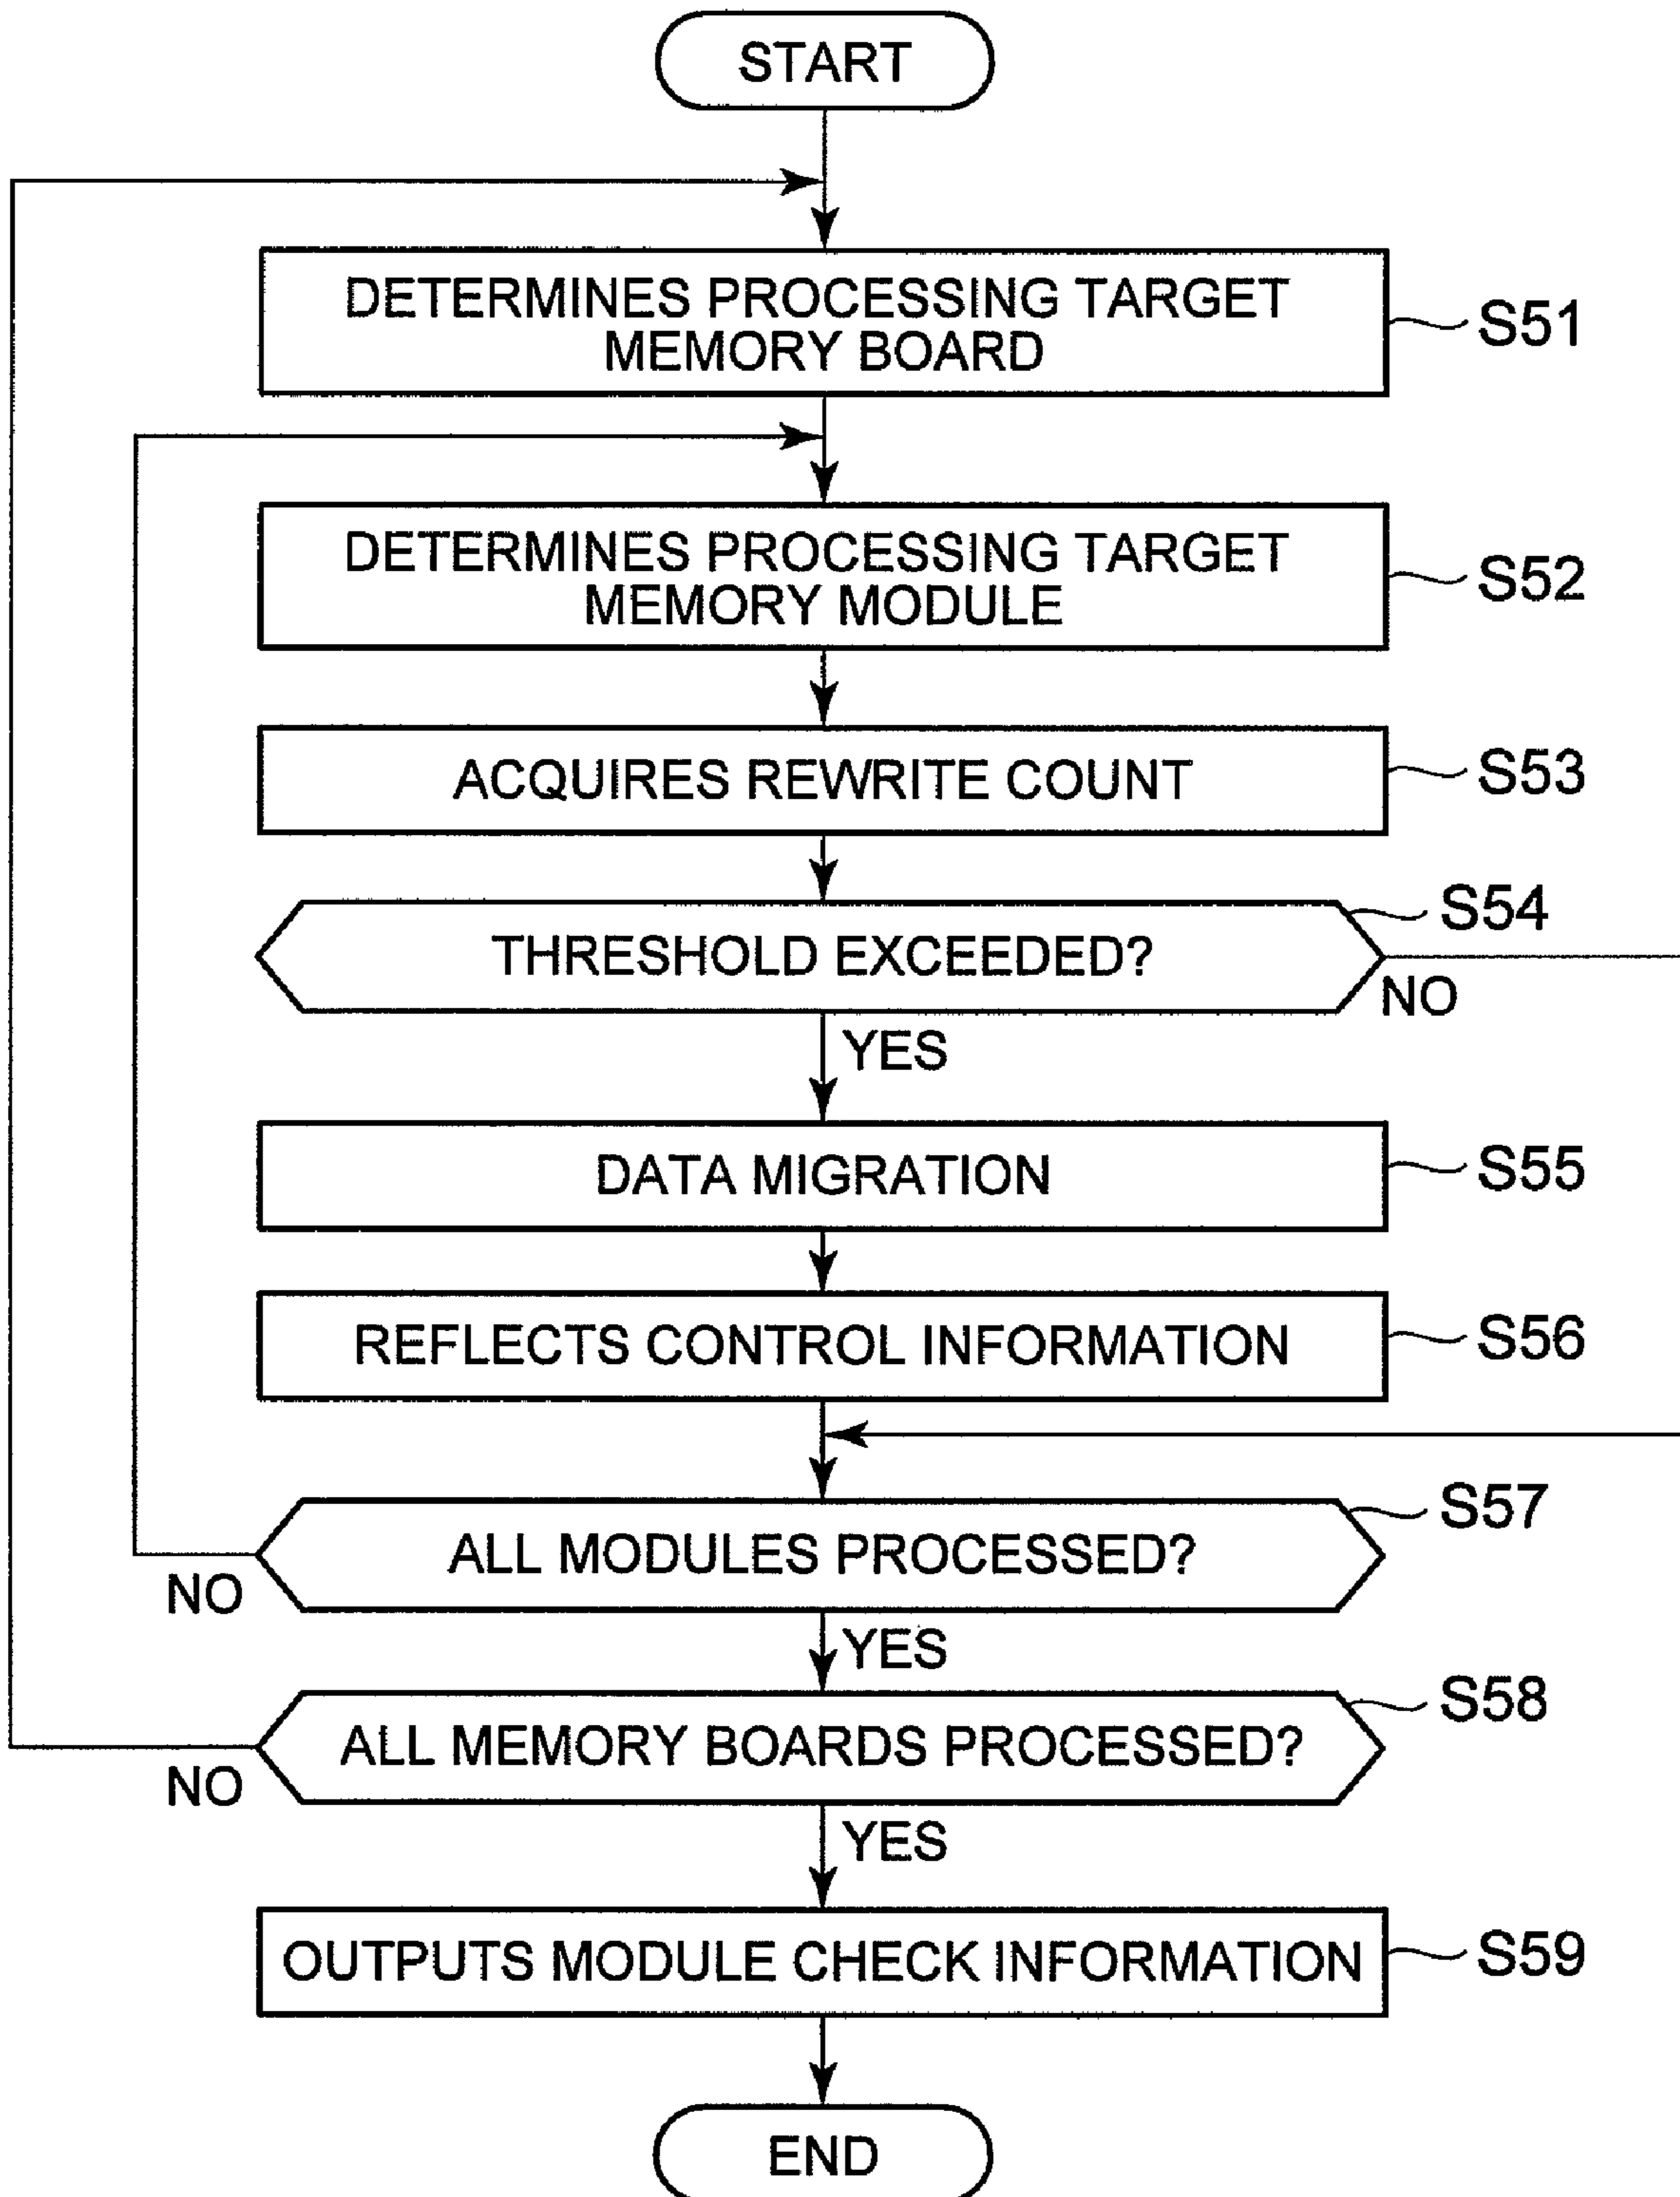 START
DETERMINES PROCESSING TARGET
MEMORY BOARD
S51
DETERMINES PROCESSING TARGET
MEMORY MODULE
S52
ACQUIRES REWRITE COUNT
S53
S54
THRESHOLD EXCEEDED?
NO
YES
DATA MIGRATION
S55
REFLECTS CONTROL INFORMATION
S56
S57
ALL MODULES PROCESSED?
NO
YES
S58
ALL MEMORY BOARDS PROCESSED?
NO
YES
OUTPUTS MODULE CHECK INFORMATION
S59
END